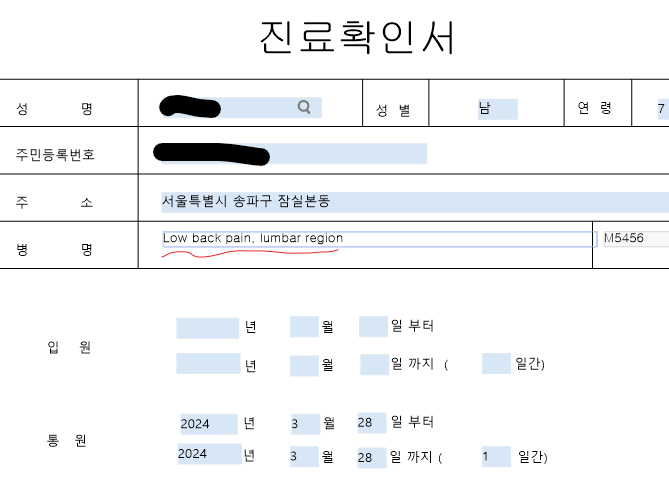 진료확인서
성 명 성 별 남 연 령 7
주민등록번호
주 소 서울특별시 송파구 잠실본동
병 명 Low back pain, lumbar region M5456
년 월 일 부터
입 원
년 월 일 까지 ( 일간)
2024 년 3 월 28 일 부터
통 원
2024 년 3 월 28 일 까지 ( 1 일간)